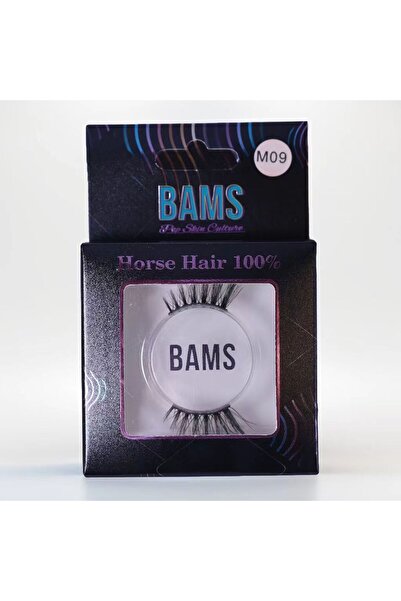 M09
BAMS
Pop Skin Culture
Horse Hair 100%
BAMS